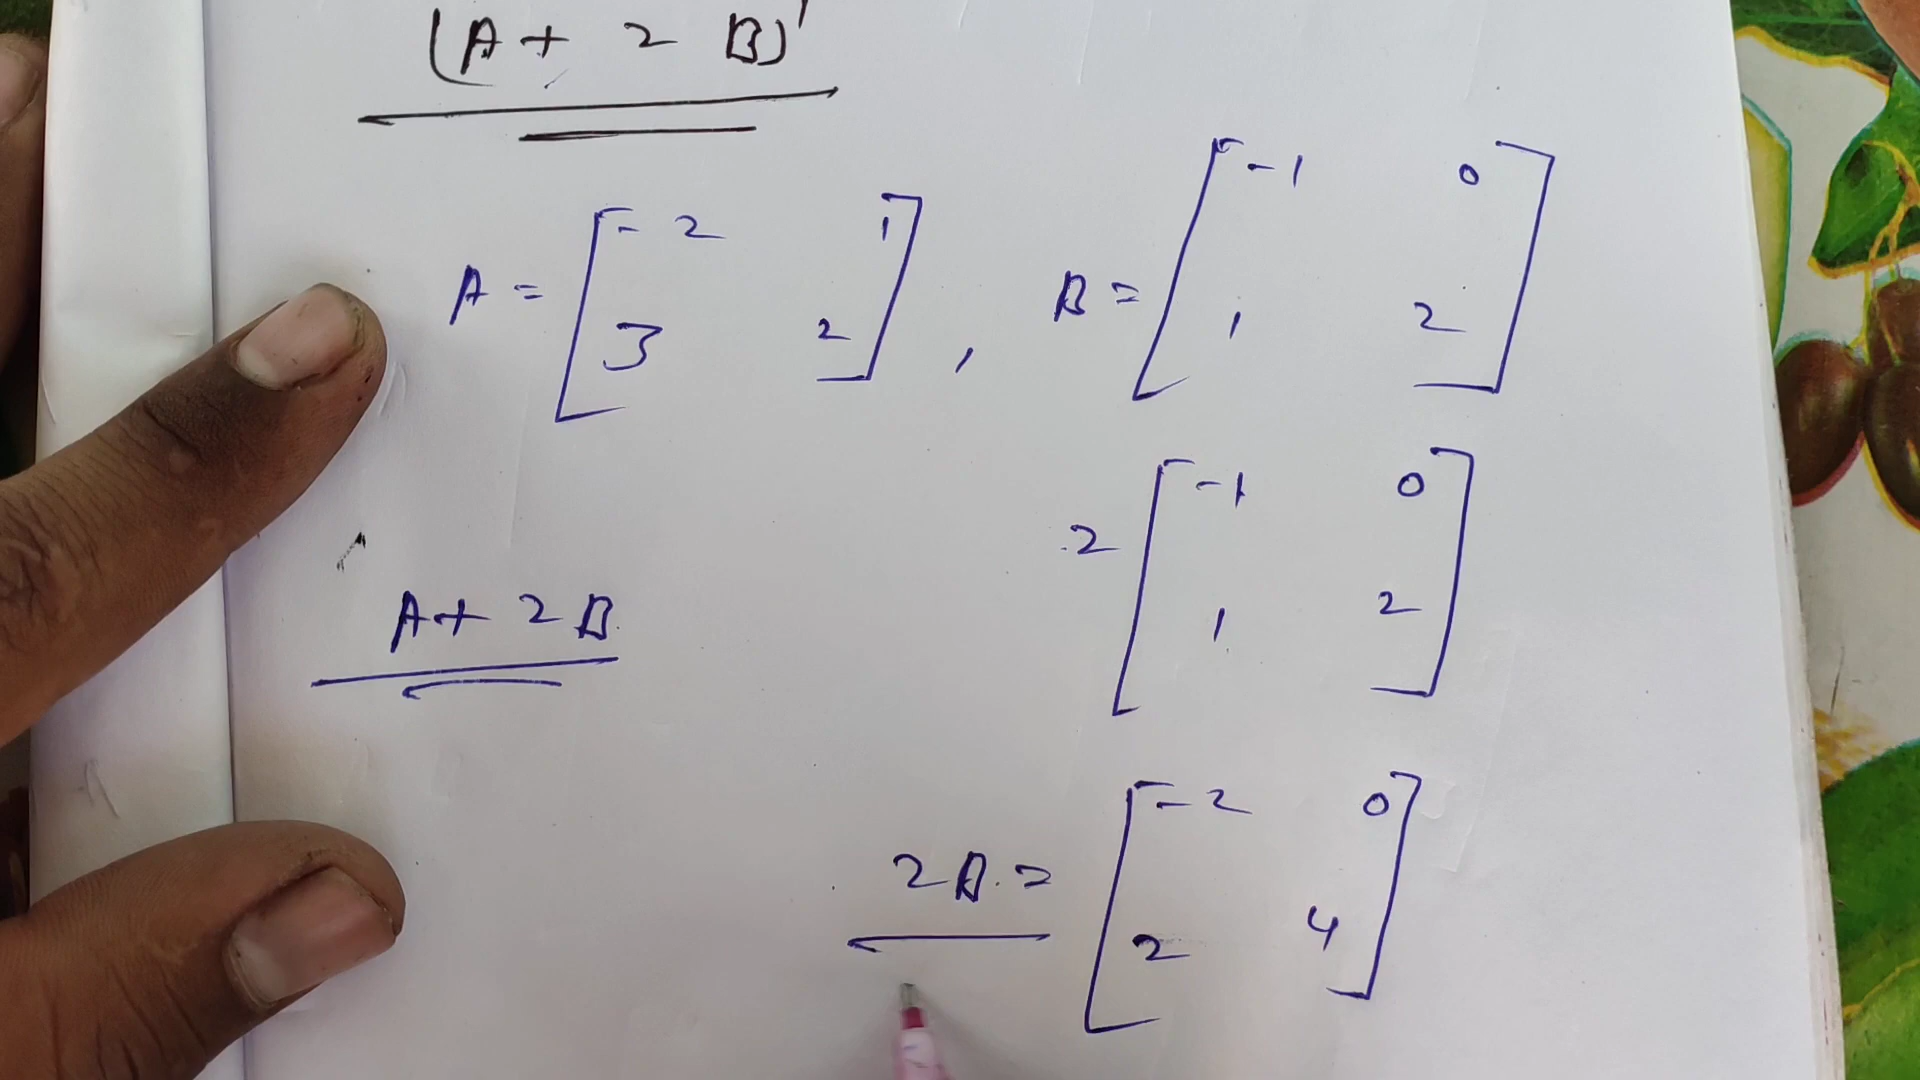 (A + 2 B)'
A = [ -2 1
3 2 ] , B = [ -1 0
1 2 ]
2 [ -1 0
1 2 ]
A + 2 B
2B = [ -2 0
2 4 ]